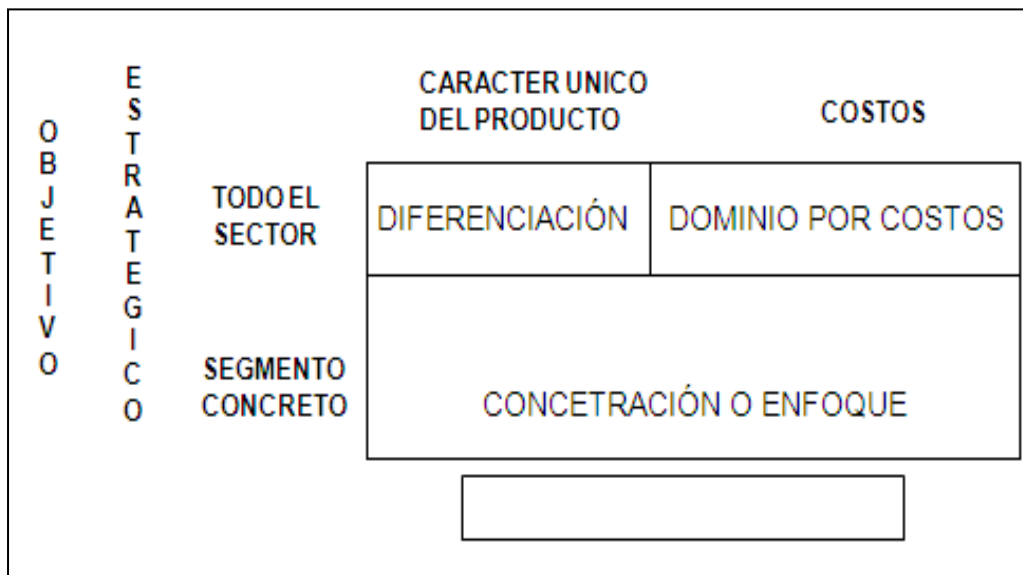 OBJETIVO
ESTRATEGICO
CARACTER UNICO
DEL PRODUCTO
COSTOS
TODO EL
SECTOR
DIFERENCIACIÓN
DOMINIO POR COSTOS
SEGMENTO
CONCRETO
CONCETRACIÓN O ENFOQUE